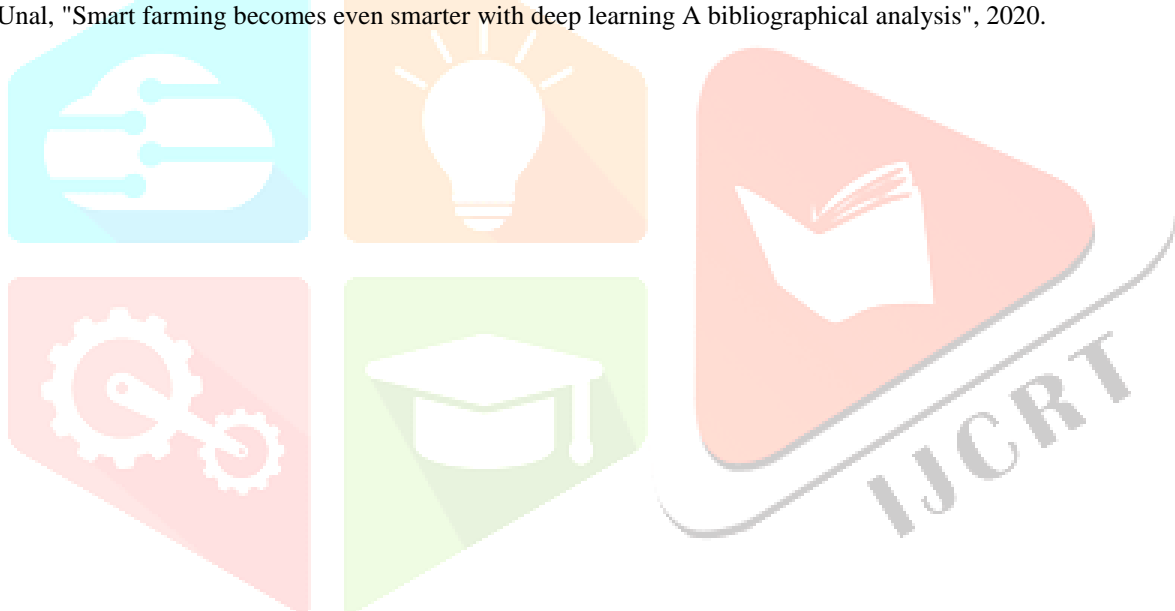 Unal, "Smart farming becomes even smarter with deep learning A bibliographical analysis", 2020.
IJCRT